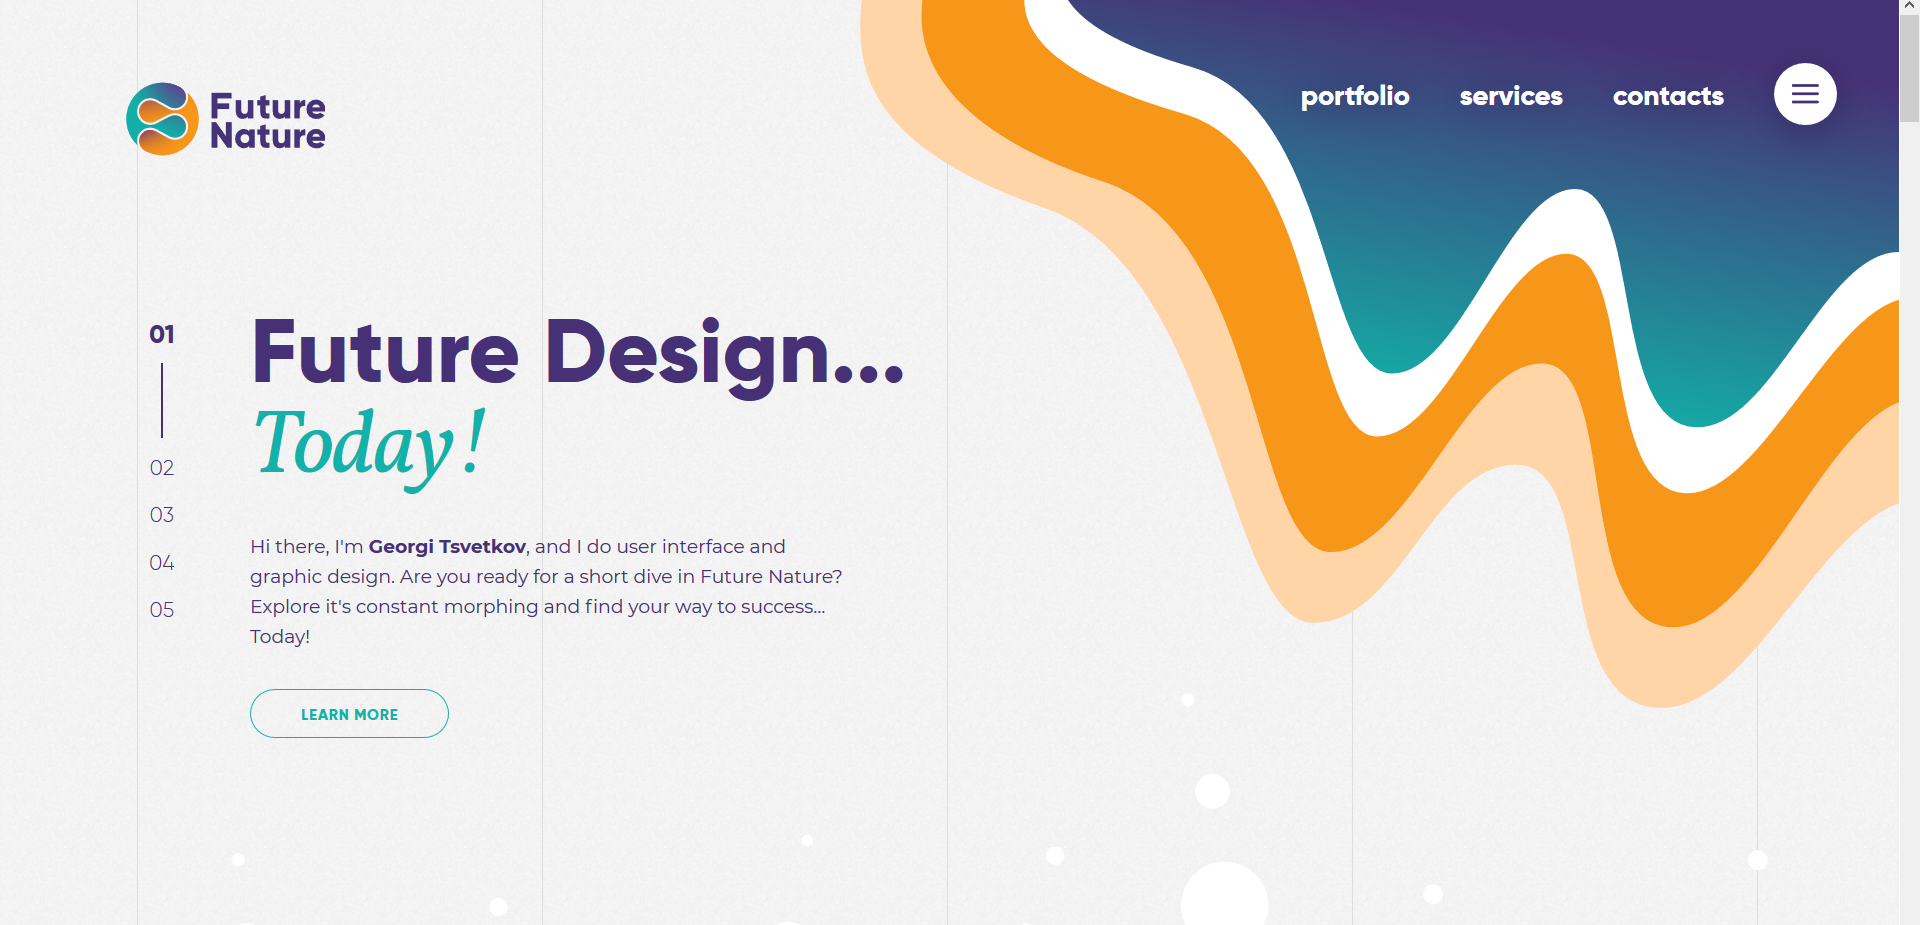 Future
Nature
portfolio
services
contacts
01
02
03
04
05
Future Design...
Today!
Hi there, I'm Georgi Tsvetkov, and I do user interface and
graphic design. Are you ready for a short dive in Future Nature?
Explore it's constant morphing and find your way to success...
Today!
LEARN MORE